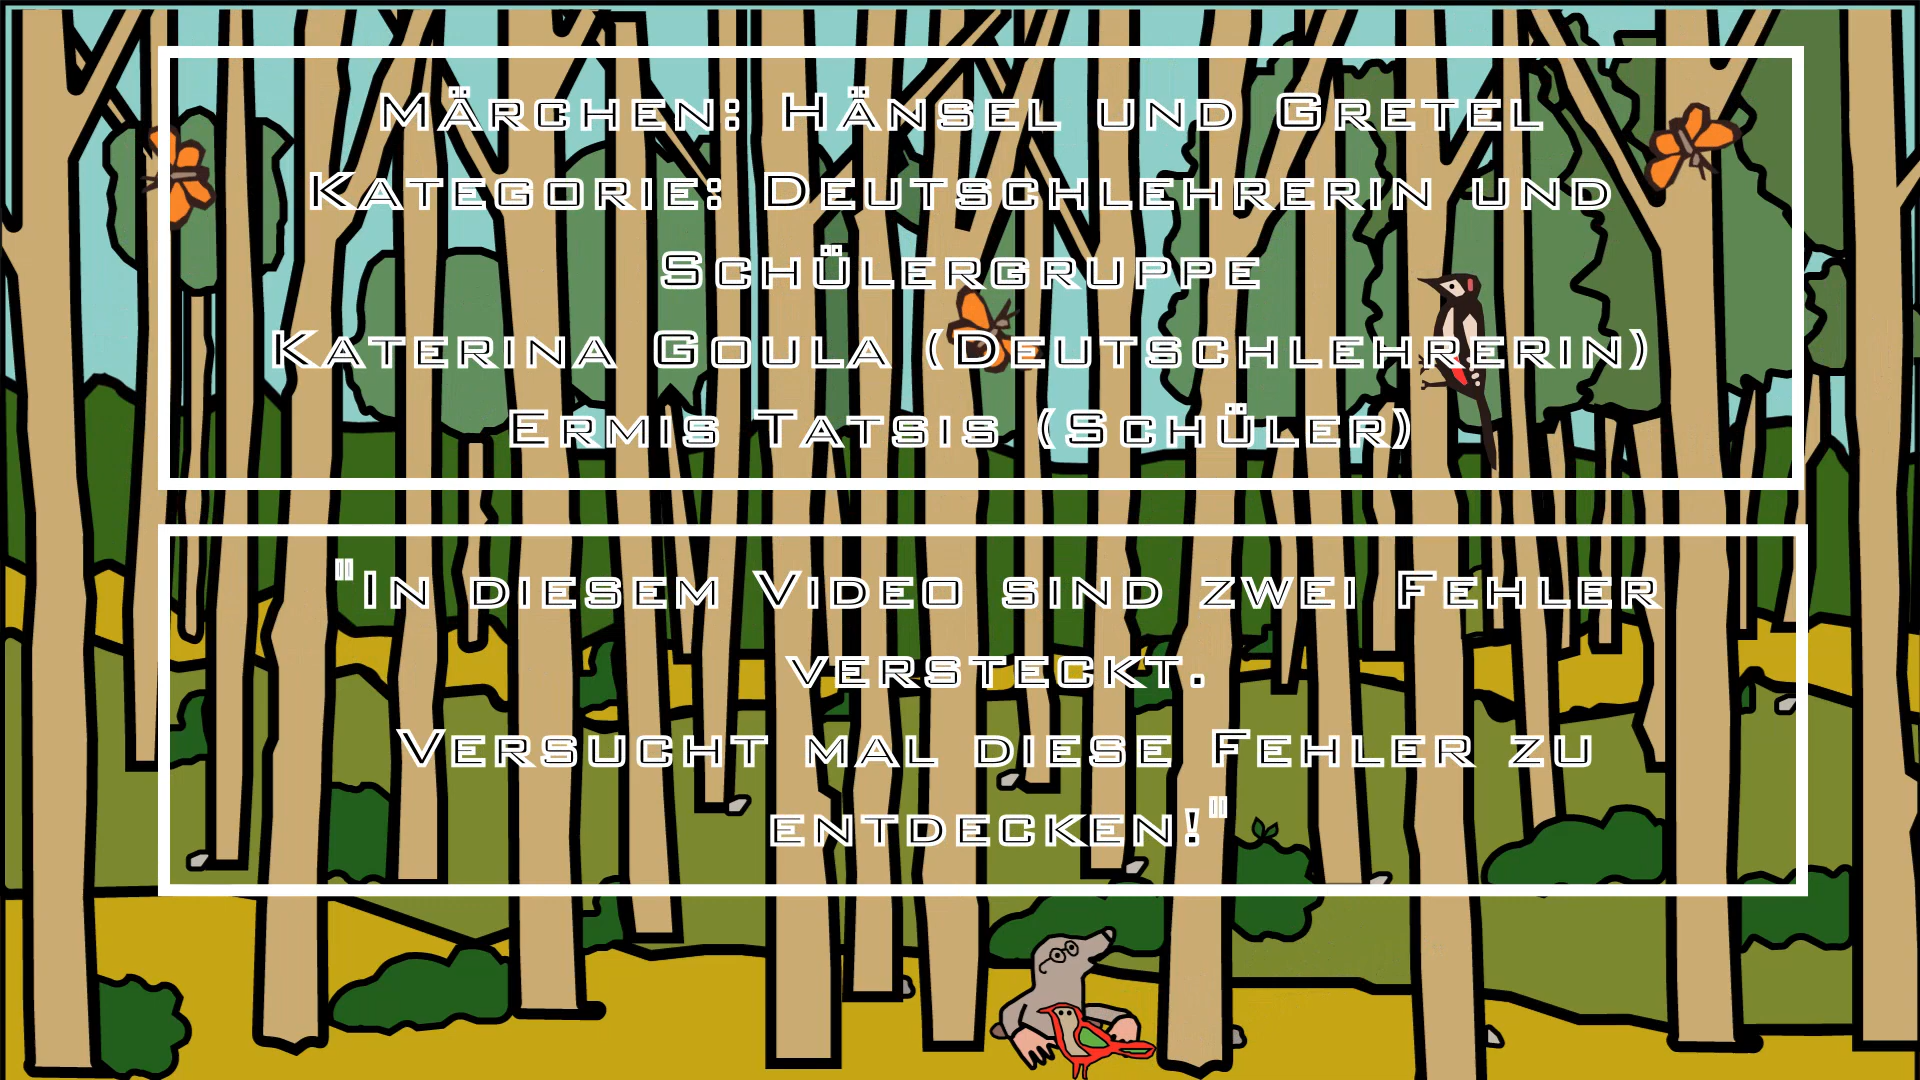 Märchen: Hänsel und Gretel
Kategorie: Deutschlehrerin und
Schülergruppe
Katerina Goula (Deutschlehrerin)
Ermis Tatsis (Schüler)
"In diesem Video sind zwei Fehler
versteckt.
Versucht mal diese Fehler zu
entdecken!"